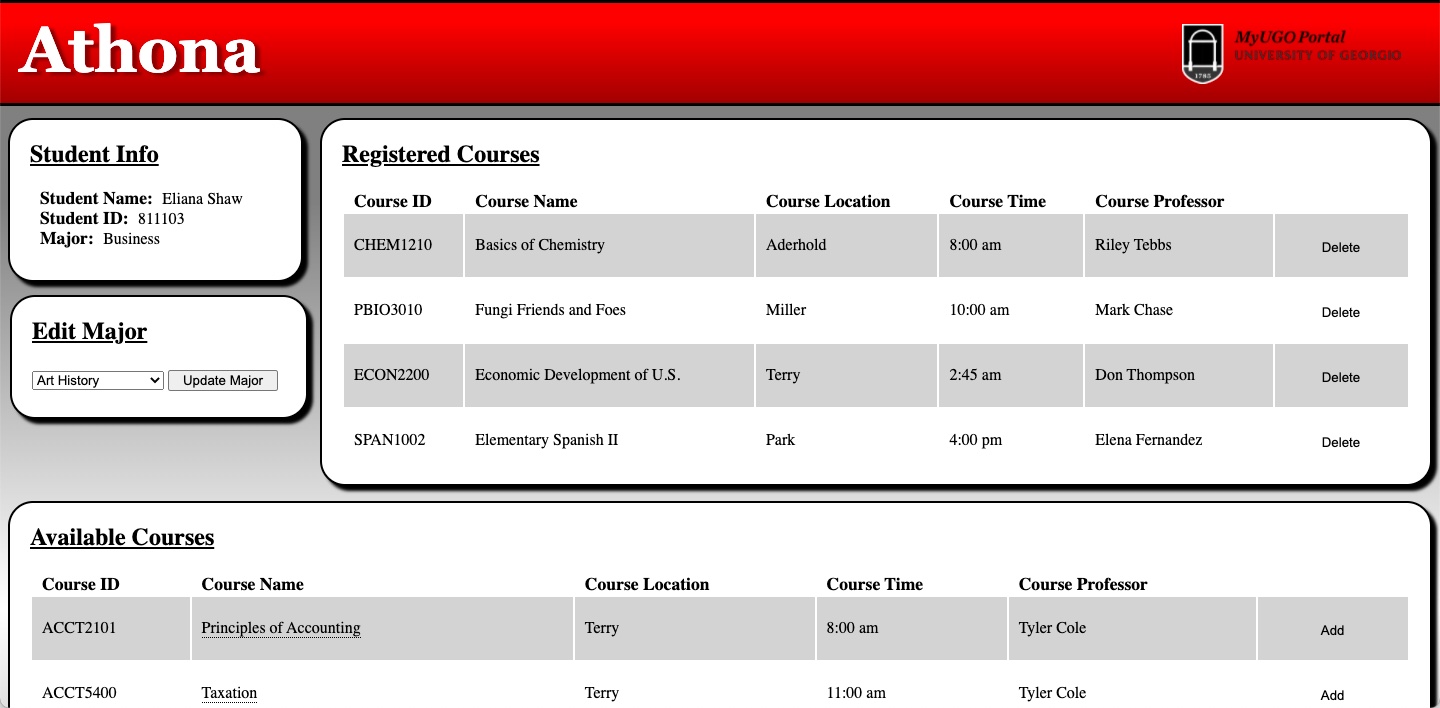 Athona
MyUGO Portal
UNIVERSITY OF GEORGIO
1785
Student Info
Student Name: Eliana Shaw
Student ID: 811103
Major: Business
Edit Major
Art History Update Major
Registered Courses
Course ID Course Name Course Location Course Time Course Professor
CHEM1210 Basics of Chemistry Aderhold 8:00 am Riley Tebbs Delete
PBIO3010 Fungi Friends and Foes Miller 10:00 am Mark Chase Delete
ECON2200 Economic Development of U.S. Terry 2:45 am Don Thompson Delete
SPAN1002 Elementary Spanish II Park 4:00 pm Elena Fernandez Delete
Available Courses
Course ID Course Name Course Location Course Time Course Professor
ACCT2101 Principles of Accounting Terry 8:00 am Tyler Cole Add
ACCT5400 Taxation Terry 11:00 am Tyler Cole Add